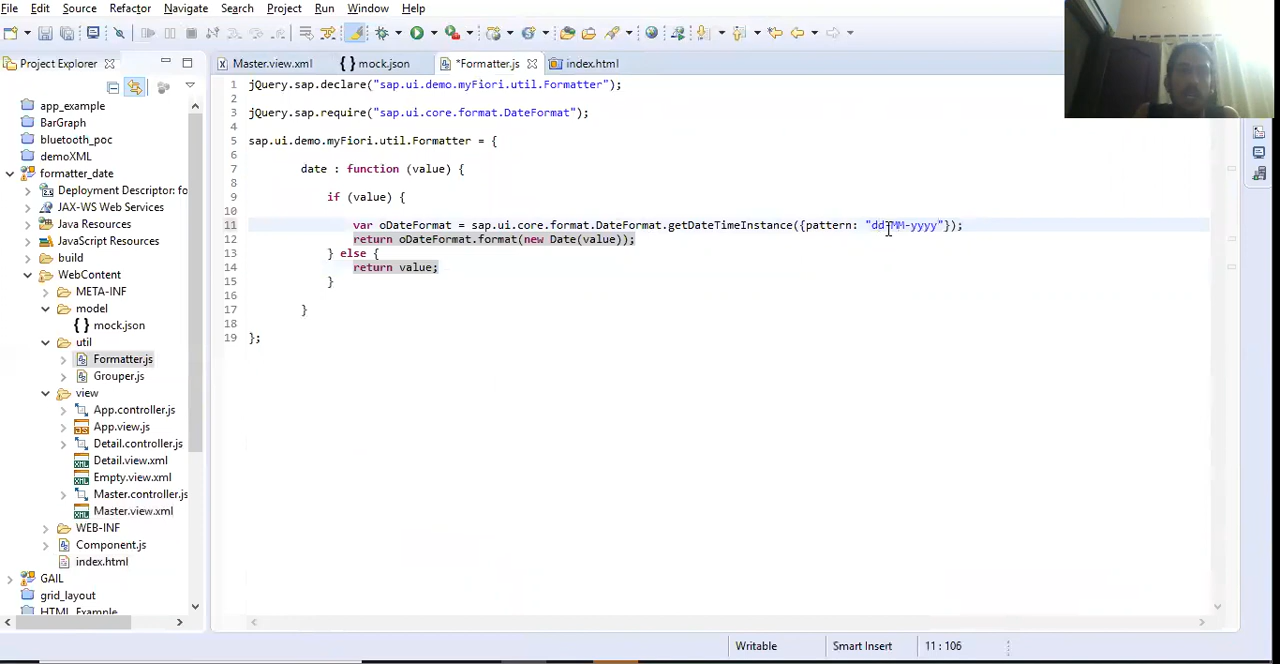 File Edit Source Refactor Navigate Search Project Run Window Help
Project Explorer
Master.view.xml mock.json *Formatter.js index.html
app_example
BarGraph
bluetooth_poc
demoXML
formatter_date
Deployment Descriptor: fo
JAX-WS Web Services
Java Resources
JavaScript Resources
build
WebContent
META-INF
model
mock.json
util
Formatter.js
Grouper.js
view
App.controller.js
App.view.js
Detail.controller.js
Detail.view.xml
Empty.view.xml
Master.controller.js
Master.view.xml
WEB-INF
Component.js
index.html
GAIL
grid_layout
HTML_Example
1 jQuery.sap.declare("sap.ui.demo.myFiori.util.Formatter");
2
3 jQuery.sap.require("sap.ui.core.format.DateFormat");
4
5 sap.ui.demo.myFiori.util.Formatter = {
6
7 date : function (value) {
8
9 if (value) {
10
11 var oDateFormat = sap.ui.core.format.DateFormat.getDateTimeInstance({pattern: "dd-MM-yyyy"});
12 return oDateFormat.format(new Date(value));
13 } else {
14 return value;
15 }
16
17 }
18
19 };
Writable Smart Insert 11 : 106